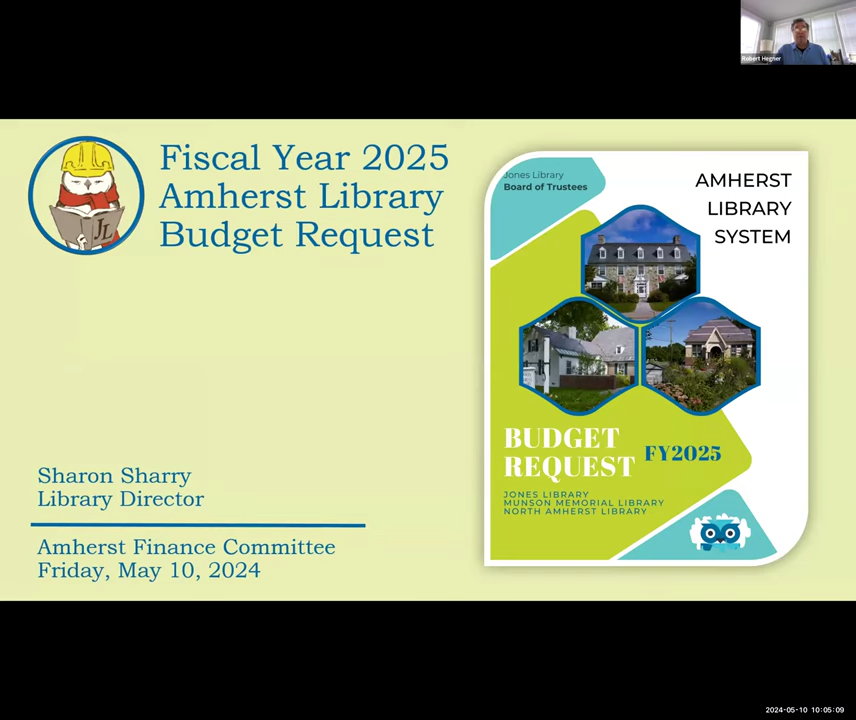 Robert Hegner
Fiscal Year 2025
Amherst Library
Budget Request
JL
Sharon Sharry
Library Director
Amherst Finance Committee
Friday, May 10, 2024
Jones Library
Board of Trustees
AMHERST
LIBRARY
SYSTEM
BUDGET
REQUEST
FY2025
JONES LIBRARY
MUNSON MEMORIAL LIBRARY
NORTH AMHERST LIBRARY
2024-05-10 10:05:09